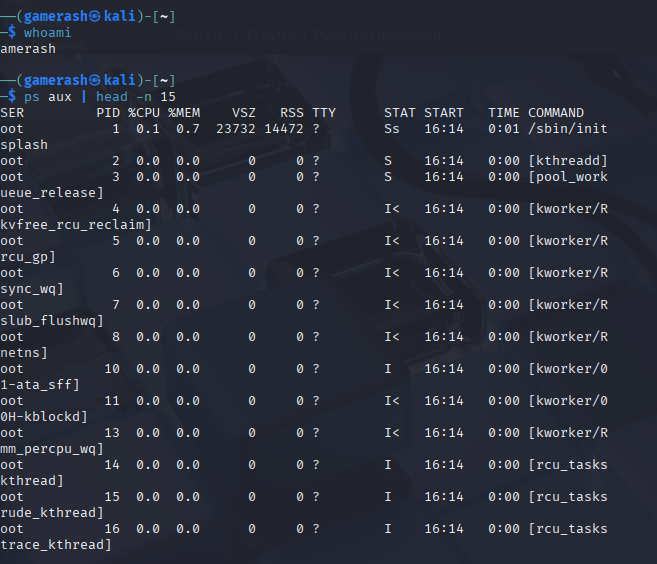 ──(gamerash㉿kali)-[~]
─$ whoami
amerash
──(gamerash㉿kali)-[~]
─$ ps aux | head -n 15
SER         PID %CPU %MEM    VSZ   RSS TTY      STAT START   TIME COMMAND
oot           1  0.1  0.7  23732 14472 ?        Ss   16:14   0:01 /sbin/init
splash
oot           2  0.0  0.0      0     0 ?        S    16:14   0:00 [kthreadd]
oot           3  0.0  0.0      0     0 ?        S    16:14   0:00 [pool_work
ueue_release]
oot           4  0.0  0.0      0     0 ?        I<   16:14   0:00 [kworker/R
kvfree_rcu_reclaim]
oot           5  0.0  0.0      0     0 ?        I<   16:14   0:00 [kworker/R
rcu_gp]
oot           6  0.0  0.0      0     0 ?        I<   16:14   0:00 [kworker/R
sync_wq]
oot           7  0.0  0.0      0     0 ?        I<   16:14   0:00 [kworker/R
slub_flushwq]
oot           8  0.0  0.0      0     0 ?        I<   16:14   0:00 [kworker/R
netns]
oot          10  0.0  0.0      0     0 ?        I    16:14   0:00 [kworker/0
1-ata_sff]
oot          11  0.0  0.0      0     0 ?        I<   16:14   0:00 [kworker/0
0H-kblockd]
oot          13  0.0  0.0      0     0 ?        I<   16:14   0:00 [kworker/R
mm_percpu_wq]
oot          14  0.0  0.0      0     0 ?        I    16:14   0:00 [rcu_tasks
kthread]
oot          15  0.0  0.0      0     0 ?        I    16:14   0:00 [rcu_tasks
rude_kthread]
oot          16  0.0  0.0      0     0 ?        I    16:14   0:00 [rcu_tasks
trace_kthread]